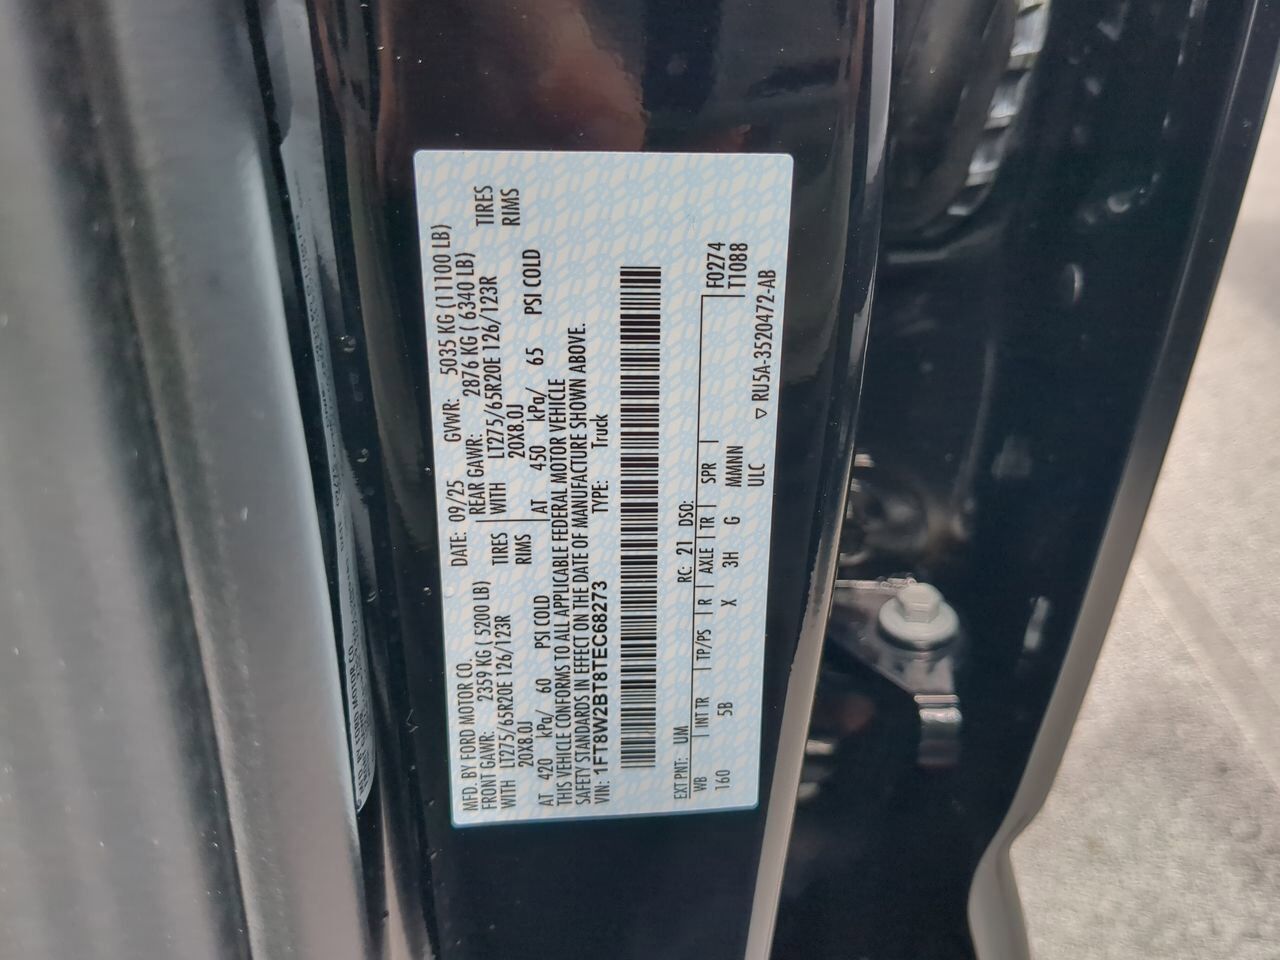 MFD. BY FORD MOTOR CO.
DATE: 09/25 GVWR: 5035 KG (11100 LB)
FRONT GAWR: 2359 KG ( 5200 LB)
REAR GAWR: 2876 KG ( 6340 LB)
WITH LT275/65R20E 126/123R TIRES
WITH LT275/65R20E 126/123R TIRES
20X8.0J RIMS
20X8.0J RIMS
AT 420 kPa/ 60 PSI COLD
AT 450 kPa/ 65 PSI COLD
THIS VEHICLE CONFORMS TO ALL APPLICABLE FEDERAL MOTOR VEHICLE
SAFETY STANDARDS IN EFFECT ON THE DATE OF MANUFACTURE SHOWN ABOVE.
VIN: 1FT8W2BT8TEC68273 TYPE: Truck
EXT PNT: UM RC: 21 DSO:
WB INT TR TP/PS R AXLE TR SPR F0274
160 5B X 3H G MMMNN T1088
ULC
▽ RU5A-3520472-AB